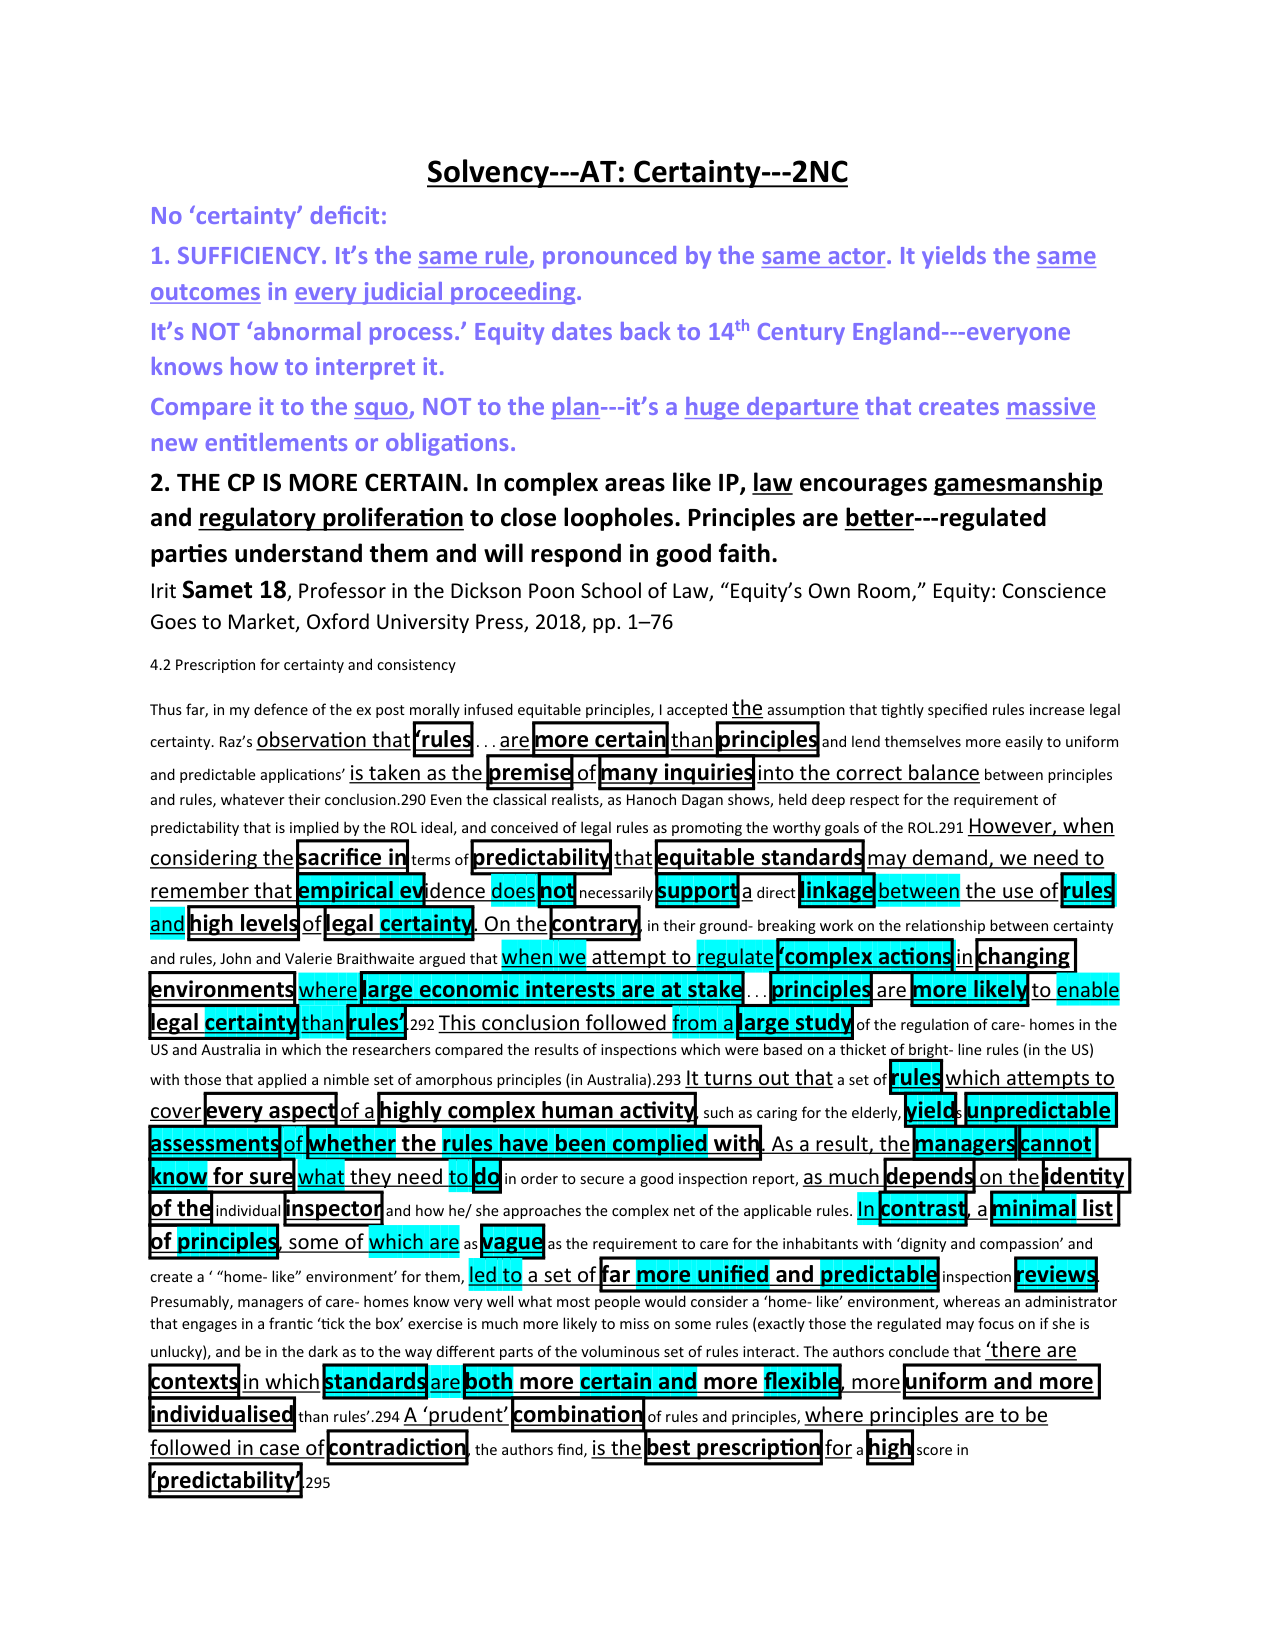 Solvency---AT: Certainty---2NC
No ‘certainty’ deficit:
1. SUFFICIENCY. It’s the same rule, pronounced by the same actor. It yields the same
outcomes in every judicial proceeding.
It’s NOT ‘abnormal process.’ Equity dates back to 14th Century England---everyone
knows how to interpret it.
Compare it to the squo, NOT to the plan---it’s a huge departure that creates massive
new entitlements or obligations.
2. THE CP IS MORE CERTAIN. In complex areas like IP, law encourages gamesmanship
and regulatory proliferation to close loopholes. Principles are better---regulated
parties understand them and will respond in good faith.
Irit Samet 18, Professor in the Dickson Poon School of Law, “Equity’s Own Room,” Equity: Conscience
Goes to Market, Oxford University Press, 2018, pp. 1–76
4.2 Prescription for certainty and consistency
Thus far, in my defence of the ex post morally infused equitable principles, I accepted the assumption that tightly specified rules increase legal
certainty. Raz’s observation that ‘rules . . . are more certain than principles and lend themselves more easily to uniform
and predictable applications’ is taken as the premise of many inquiries into the correct balance between principles
and rules, whatever their conclusion.290 Even the classical realists, as Hanoch Dagan shows, held deep respect for the requirement of
predictability that is implied by the ROL ideal, and conceived of legal rules as promoting the worthy goals of the ROL.291 However, when
considering the sacrifice in terms of predictability that equitable standards may demand, we need to
remember that empirical evidence does not necessarily support a direct linkage between the use of rules
and high levels of legal certainty. On the contrary, in their ground- breaking work on the relationship between certainty
and rules, John and Valerie Braithwaite argued that when we attempt to regulate ‘complex actions in changing
environments where large economic interests are at stake . . . principles are more likely to enable
legal certainty than rules’.292 This conclusion followed from a large study of the regulation of care- homes in the
US and Australia in which the researchers compared the results of inspections which were based on a thicket of bright- line rules (in the US)
with those that applied a nimble set of amorphous principles (in Australia).293 It turns out that a set of rules which attempts to
cover every aspect of a highly complex human activity, such as caring for the elderly, yields unpredictable
assessments of whether the rules have been complied with. As a result, the managers cannot
know for sure what they need to do in order to secure a good inspection report, as much depends on the identity
of the individual inspector and how he/ she approaches the complex net of the applicable rules. In contrast, a minimal list
of principles, some of which are as vague as the requirement to care for the inhabitants with ‘dignity and compassion’ and
create a ‘ “home- like” environment’ for them, led to a set of far more unified and predictable inspection reviews.
Presumably, managers of care- homes know very well what most people would consider a ‘home- like’ environment, whereas an administrator
that engages in a frantic ‘tick the box’ exercise is much more likely to miss on some rules (exactly those the regulated may focus on if she is
unlucky), and be in the dark as to the way different parts of the voluminous set of rules interact. The authors conclude that ‘there are
contexts in which standards are both more certain and more flexible, more uniform and more
individualised than rules’.294 A ‘prudent’ combination of rules and principles, where principles are to be
followed in case of contradiction, the authors find, is the best prescription for a high score in
‘predictability’.295